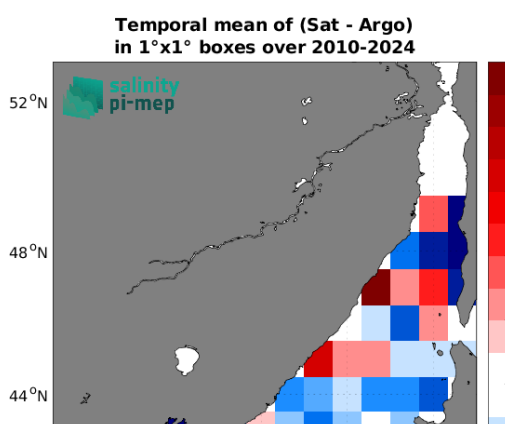 Temporal mean of (Sat - Argo)
in 1°x1° boxes over 2010-2024
salinity
pi-mep
52°N
48°N
44°N